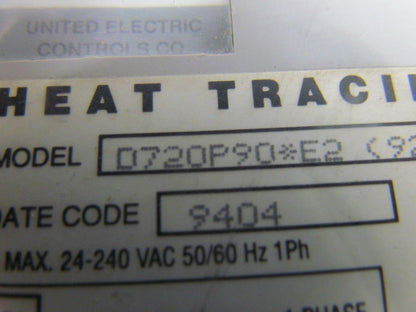 UNITED ELECTRIC
CONTROLS CO
HEAT TRACI
MODEL D720P90*E2 (92
DATE CODE 9404
MAX. 24-240 VAC 50/60 Hz 1Ph
PHASE